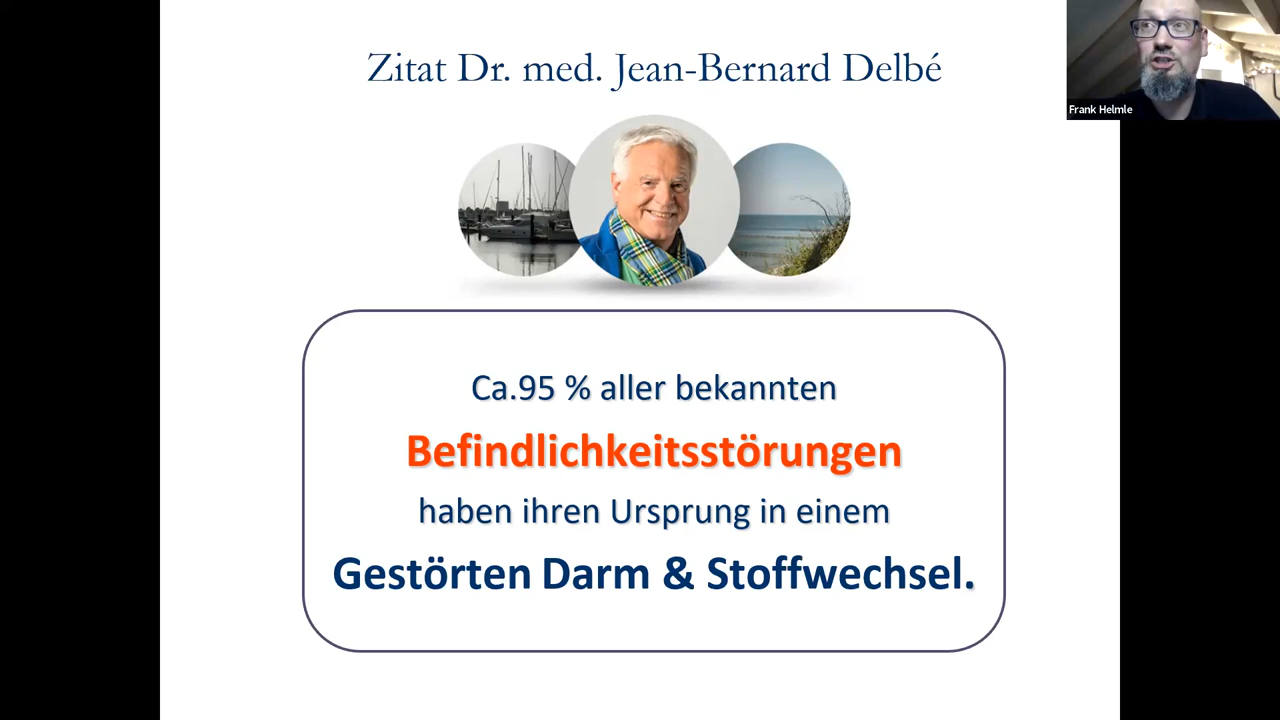 Zitat Dr. med. Jean-Bernard Delbé
Frank Helmle
Ca.95 % aller bekannten
Befindlichkeitsstörungen
haben ihren Ursprung in einem
Gestörten Darm & Stoffwechsel.